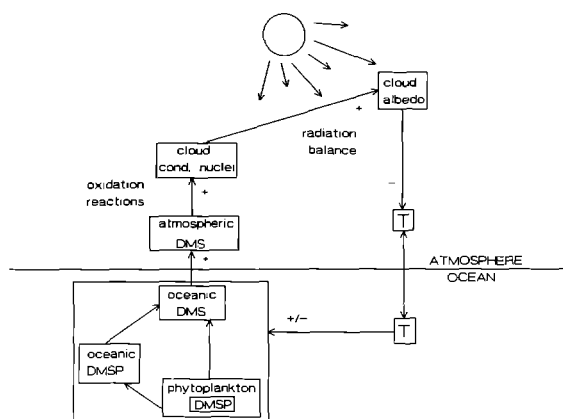 cloud
albedo
+
radiation
balance
cloud
cond. nuclei
oxidation
reactions
+
–
atmospheric
DMS
T
+
ATMOSPHERE
OCEAN
oceanic
DMS
+/–
T
oceanic
DMSP
phytoplankton
DMSP